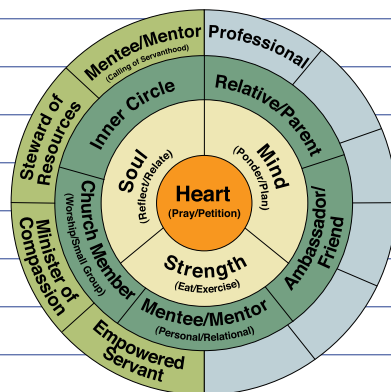 Mentee/Mentor
(Calling of Servanthood)
Professional
Steward of
Resources
Inner Circle
Relative/Parent
Soul
(Reflect/Relate)
Mind
(Ponder/Plan)
Heart
(Pray/Petition)
Church Member
(Worship/Small Group)
Ambassador/
Friend
Minister of
Compassion
Strength
(Eat/Exercise)
Mentee/Mentor
(Personal/Relational)
Empowered
Servant